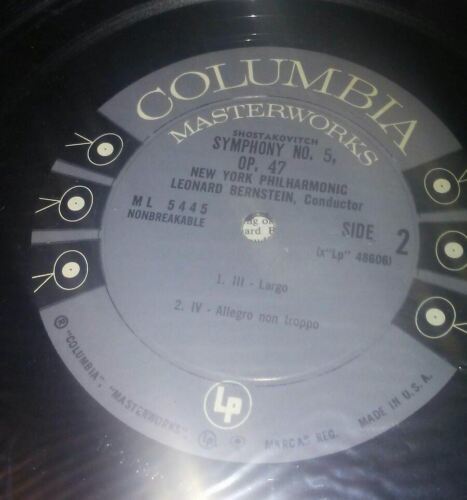 COLUMBIA
MASTERWORKS
SHOSTAKOVITCH
SYMPHONY NO. 5,
OP. 47
NEW YORK PHILHARMONIC
LEONARD BERNSTEIN, Conductor
ML 5445
NONBREAKABLE
SIDE 2
(x"Lp" 48606)
1. III - Largo
2. IV - Allegro non troppo
LP
® "COLUMBIA", "MASTERWORKS", LP MARCAS REG. MADE IN U.S.A.